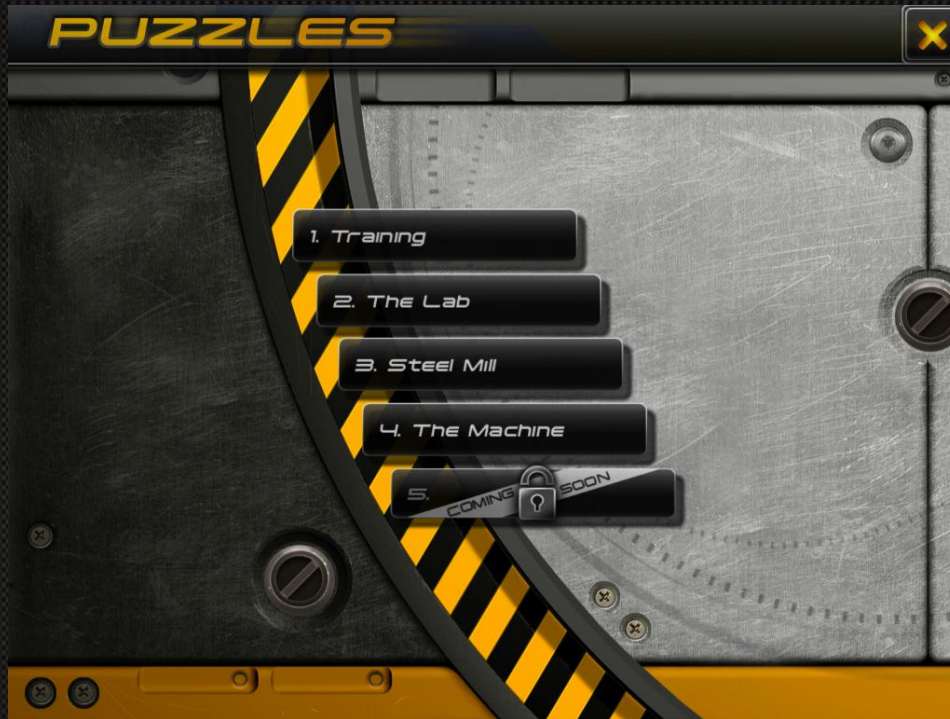 PUZZLES
1. Training
2. The Lab
3. Steel Mill
4. The Machine
5. COMING SOON